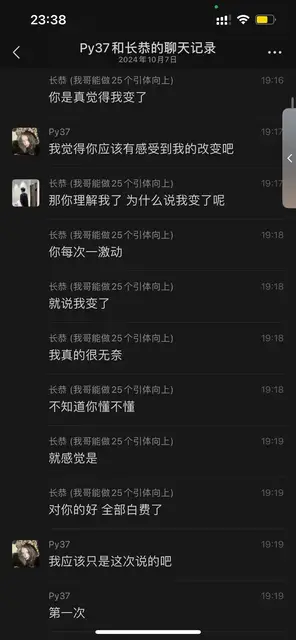 23:38
Py37和长恭的聊天记录
2024年10月7日
长恭 (我哥能做25个引体向上) 19:16
你是真觉得我变了
Py37 19:17
我觉得你应该有感受到我的改变吧
长恭 (我哥能做25个引体向上) 19:17
那你理解我了 为什么说我变了呢
长恭 (我哥能做25个引体向上) 19:18
你每次一激动
长恭 (我哥能做25个引体向上) 19:18
就说我变了
长恭 (我哥能做25个引体向上) 19:18
我真的很无奈
长恭 (我哥能做25个引体向上) 19:18
不知道你懂不懂
长恭 (我哥能做25个引体向上) 19:19
就感觉是
长恭 (我哥能做25个引体向上) 19:19
对你的好 全部白费了
Py37 19:19
我应该只是这次说的吧
Py37 19:19
第一次